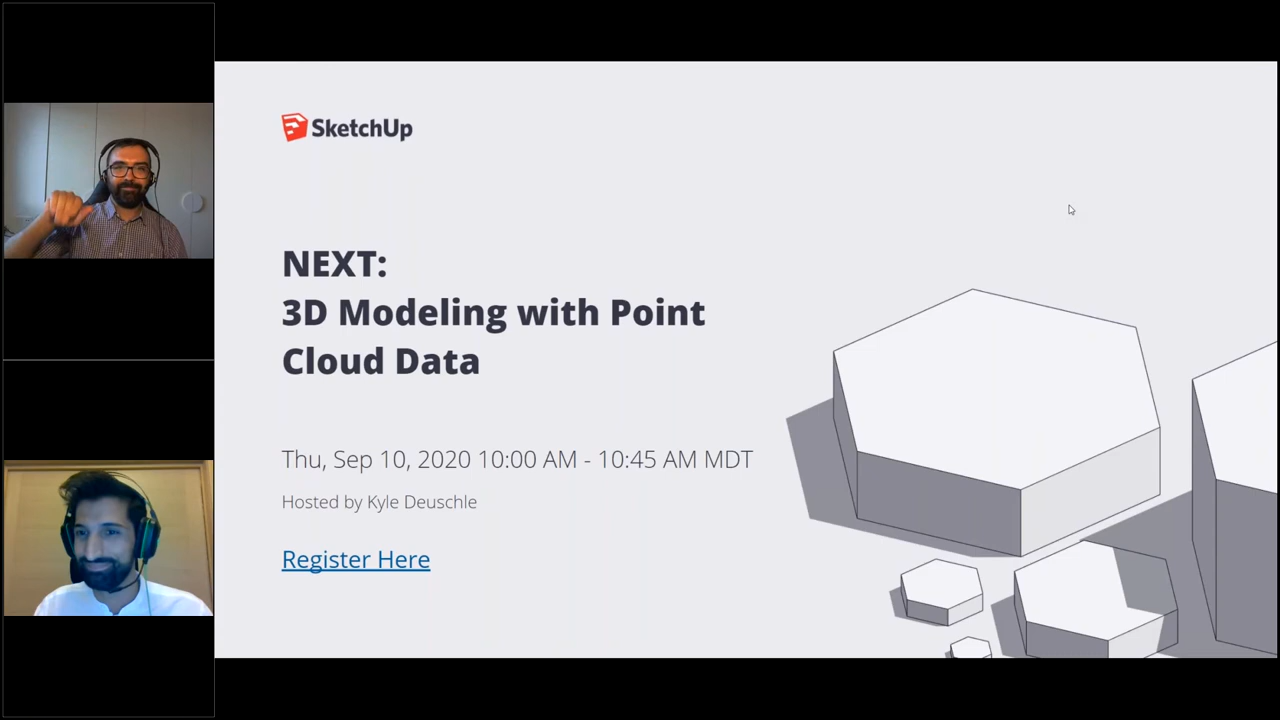 SketchUp
NEXT:
3D Modeling with Point
Cloud Data
Thu, Sep 10, 2020 10:00 AM - 10:45 AM MDT
Hosted by Kyle Deuschle
Register Here